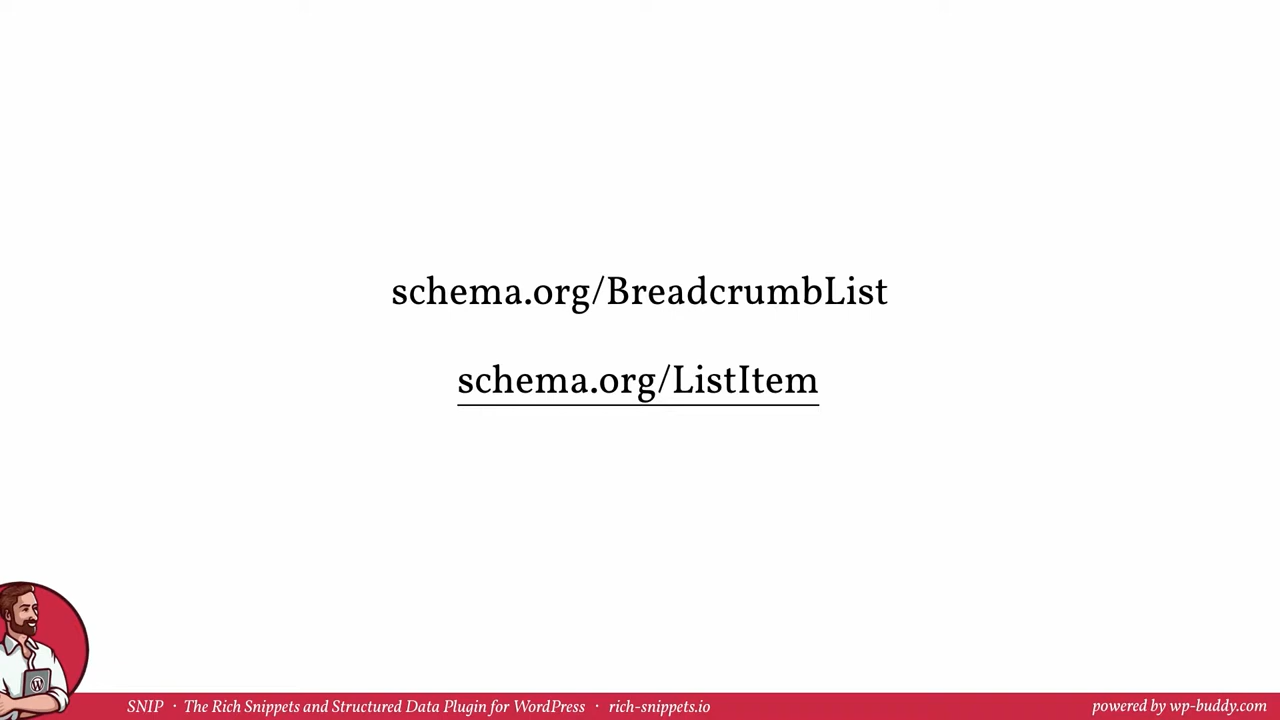 schema.org/BreadcrumbList
schema.org/ListItem
SNIP · The Rich Snippets and Structured Data Plugin for WordPress · rich-snippets.io
powered by wp-buddy.com